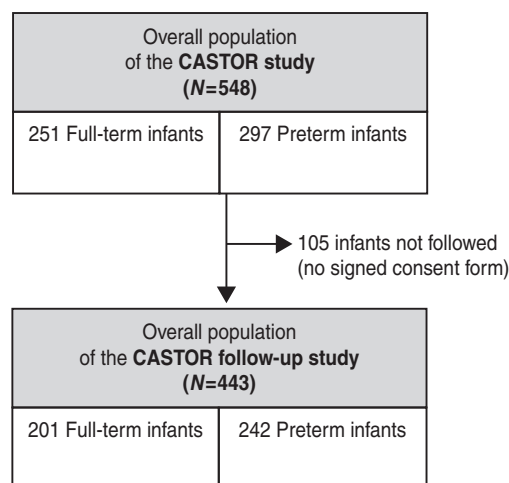 Overall population
of the CASTOR study
(N=548)
251 Full-term infants
297 Preterm infants
105 infants not followed
(no signed consent form)
Overall population
of the CASTOR follow-up study
(N=443)
201 Full-term infants
242 Preterm infants